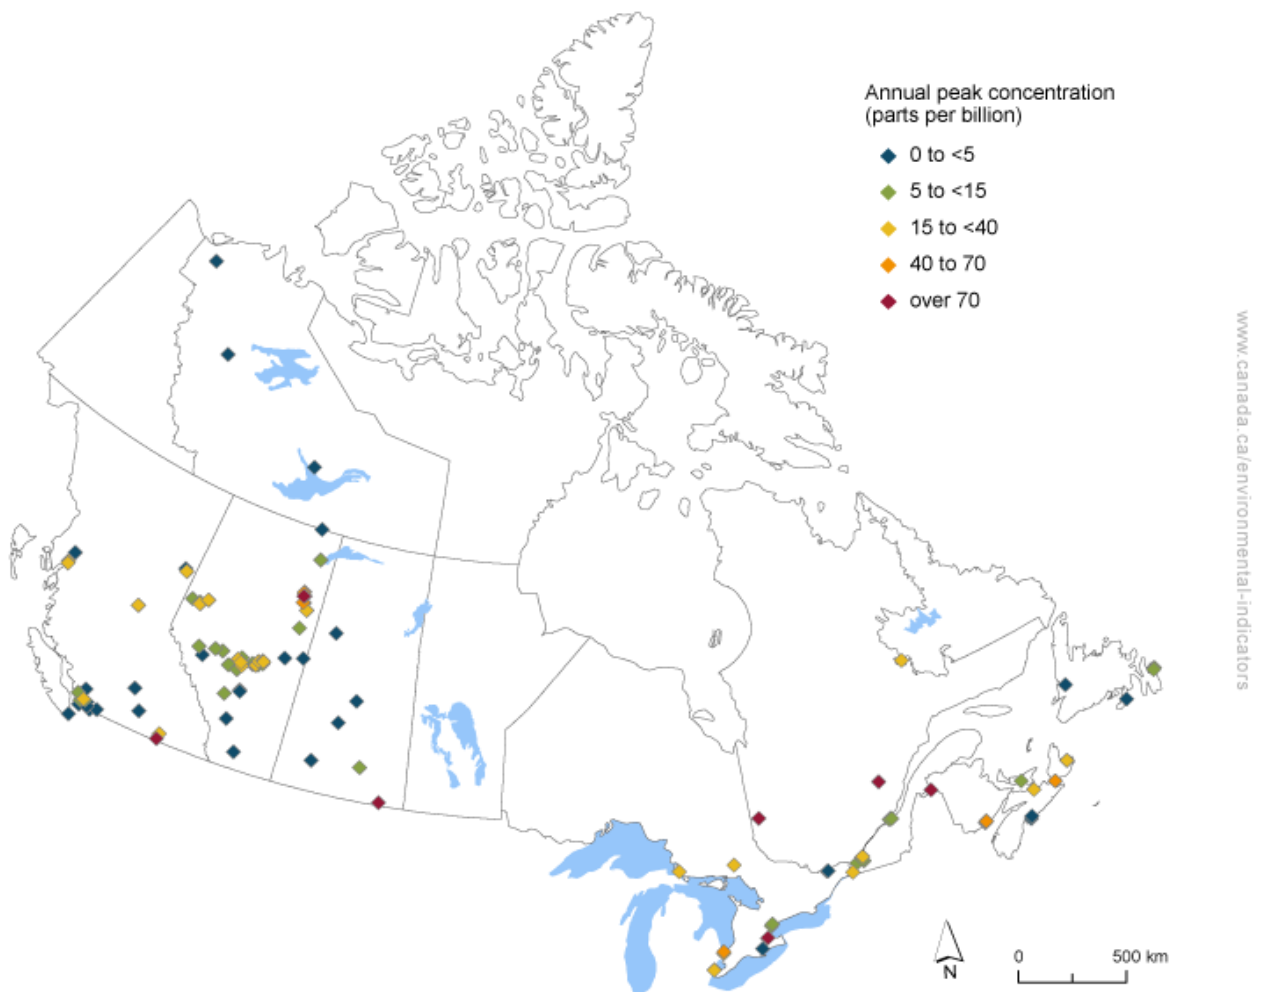 Annual peak concentration
(parts per billion)
0 to <5
5 to <15
15 to <40
40 to 70
over 70
www.canada.ca/environmental-indicators
N
0
500 km